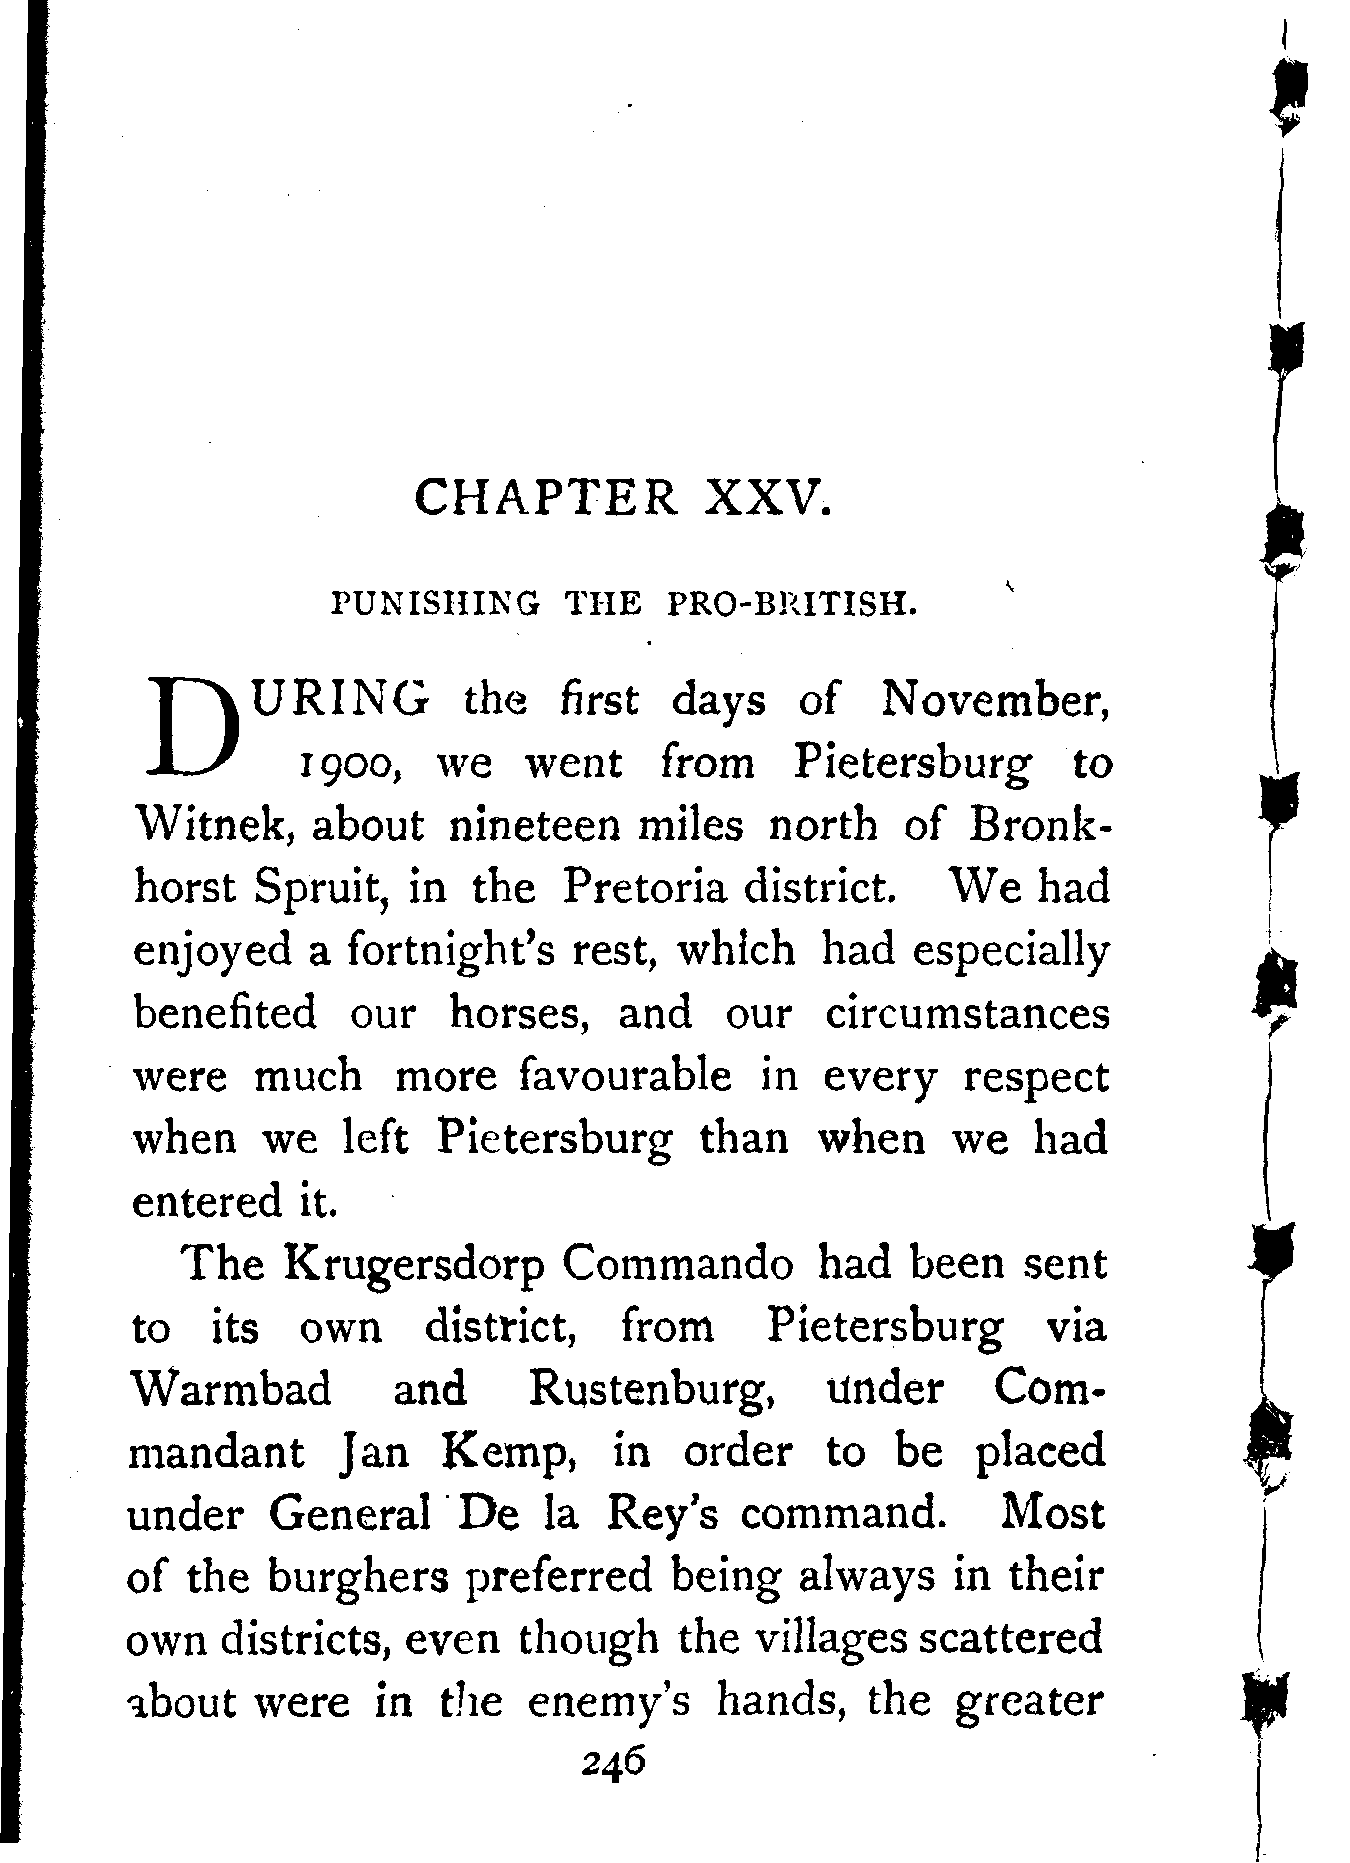 CHAPTER XXV.
PUNISHING THE PRO-BRITISH.
DURING the first days of November,
1900, we went from Pietersburg to
Witnek, about nineteen miles north of Bronk-
horst Spruit, in the Pretoria district. We had
enjoyed a fortnight's rest, which had especially
benefited our horses, and our circumstances
were much more favourable in every respect
when we left Pietersburg than when we had
entered it.
The Krugersdorp Commando had been sent
to its own district, from Pietersburg via
Warmbad and Rustenburg, under Com-
mandant Jan Kemp, in order to be placed
under General De la Rey's command. Most
of the burghers preferred being always in their
own districts, even though the villages scattered
about were in the enemy's hands, the greater
246